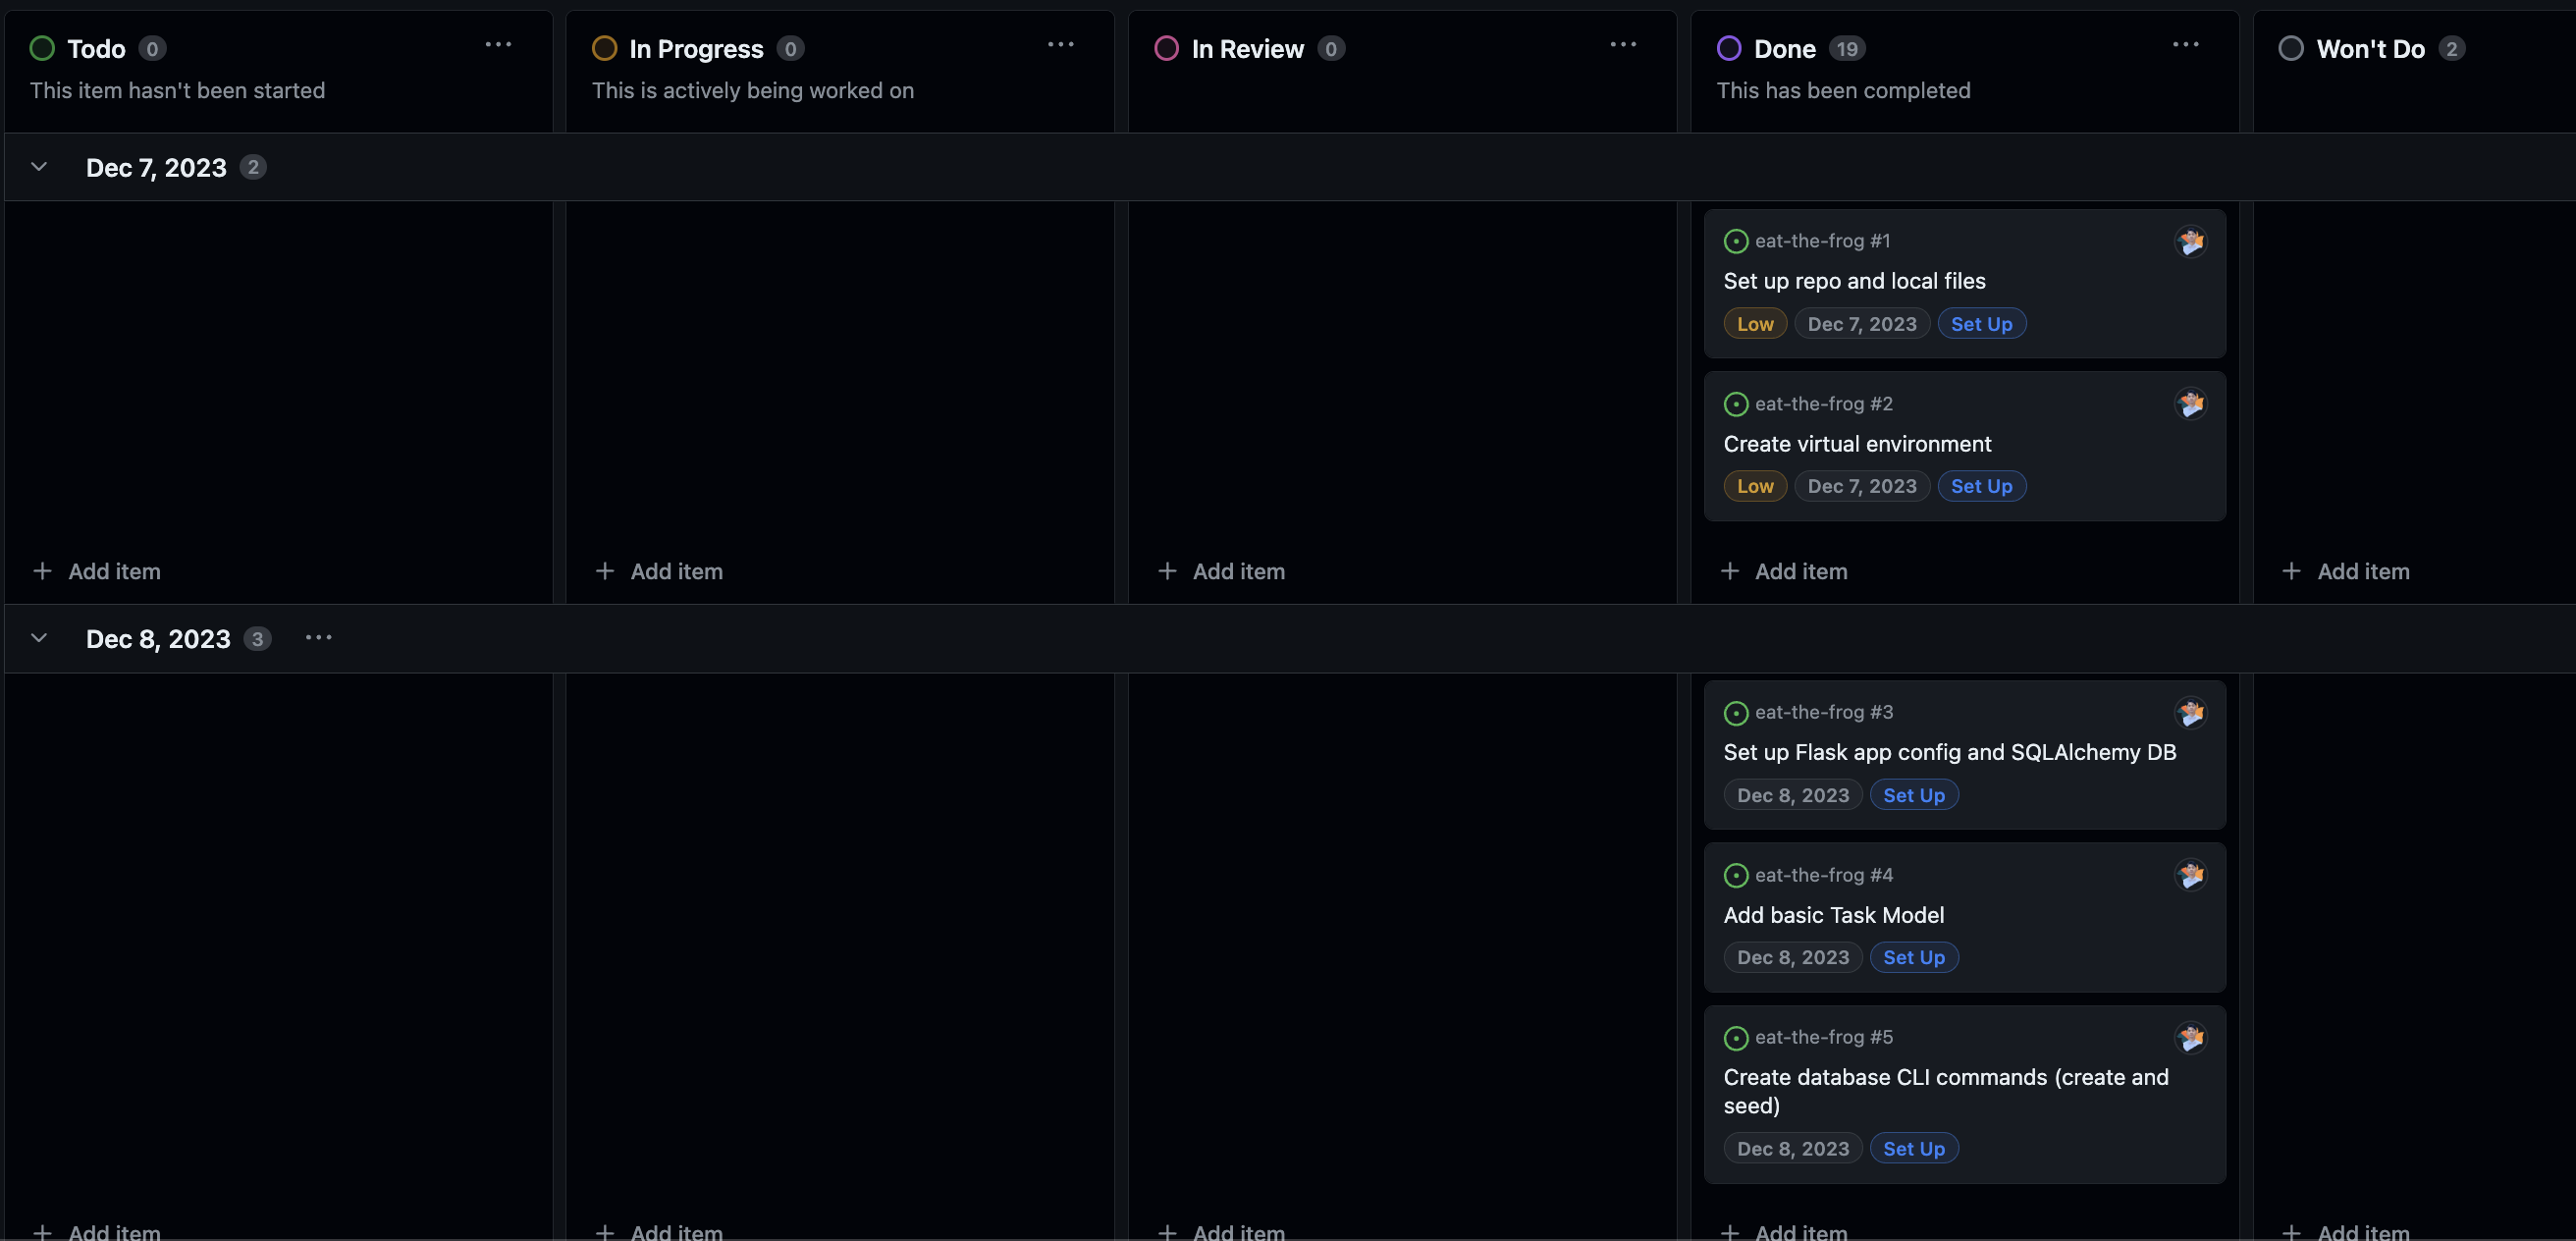 Todo 0
This item hasn't been started
In Progress 0
This is actively being worked on
In Review 0
Done 19
This has been completed
Won't Do 2
Dec 7, 2023 2
eat-the-frog #1
Set up repo and local files
Low Dec 7, 2023 Set Up
eat-the-frog #2
Create virtual environment
Low Dec 7, 2023 Set Up
+ Add item
+ Add item
+ Add item
+ Add item
+ Add item
Dec 8, 2023 3
eat-the-frog #3
Set up Flask app config and SQLAlchemy DB
Dec 8, 2023 Set Up
eat-the-frog #4
Add basic Task Model
Dec 8, 2023 Set Up
eat-the-frog #5
Create database CLI commands (create and
seed)
Dec 8, 2023 Set Up
+ Add item
+ Add item
+ Add item
+ Add item
+ Add item